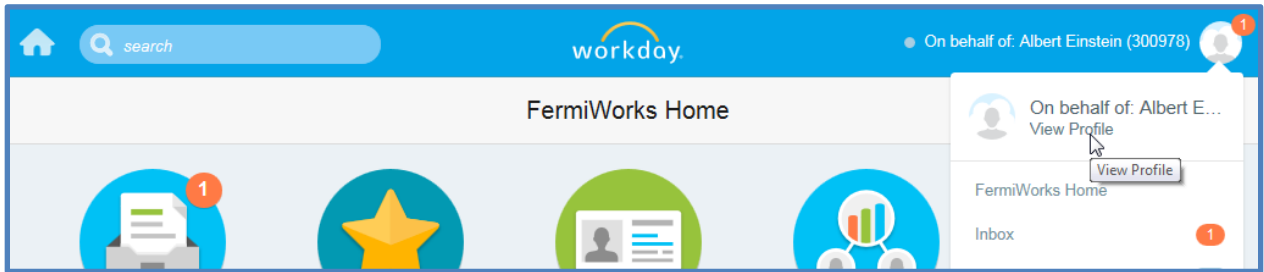 search
workday.
On behalf of: Albert Einstein (300978)
1
On behalf of: Albert E...
View Profile
View Profile
FermiWorks Home
1
FermiWorks Home
Inbox
1